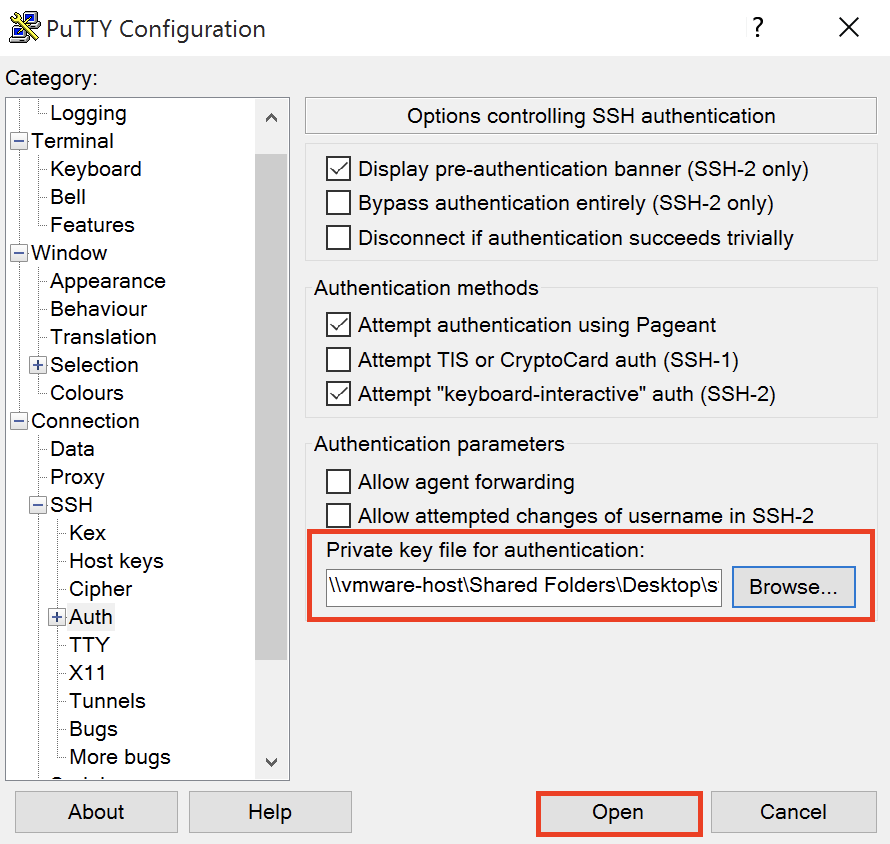 PuTTY Configuration
?
Category:
Logging
Terminal
Keyboard
Bell
Features
Window
Appearance
Behaviour
Translation
Selection
Colours
Connection
Data
Proxy
SSH
Kex
Host keys
Cipher
Auth
TTY
X11
Tunnels
Bugs
More bugs
Options controlling SSH authentication
Display pre-authentication banner (SSH-2 only)
Bypass authentication entirely (SSH-2 only)
Disconnect if authentication succeeds trivially
Authentication methods
Attempt authentication using Pageant
Attempt TIS or CryptoCard auth (SSH-1)
Attempt "keyboard-interactive" auth (SSH-2)
Authentication parameters
Allow agent forwarding
Allow attempted changes of username in SSH-2
Private key file for authentication:
\\vmware-host\Shared Folders\Desktop\s
Browse...
About
Help
Open
Cancel